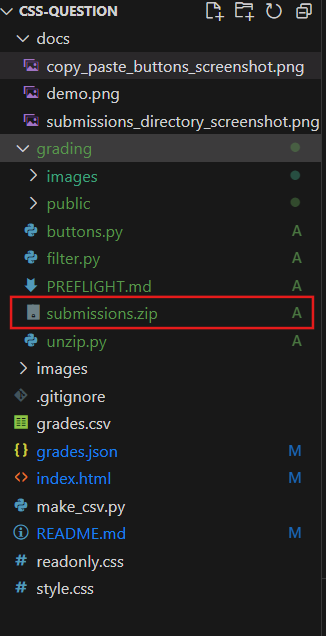 CSS-QUESTION
docs
copy_paste_buttons_screenshot.png
demo.png
submissions_directory_screenshot.png
grading
images
public
buttons.py A
filter.py A
PREFLIGHT.md A
submissions.zip A
unzip.py A
images
.gitignore
grades.csv
{} grades.json M
<> index.html M
make_csv.py
README.md M
# readonly.css
# style.css